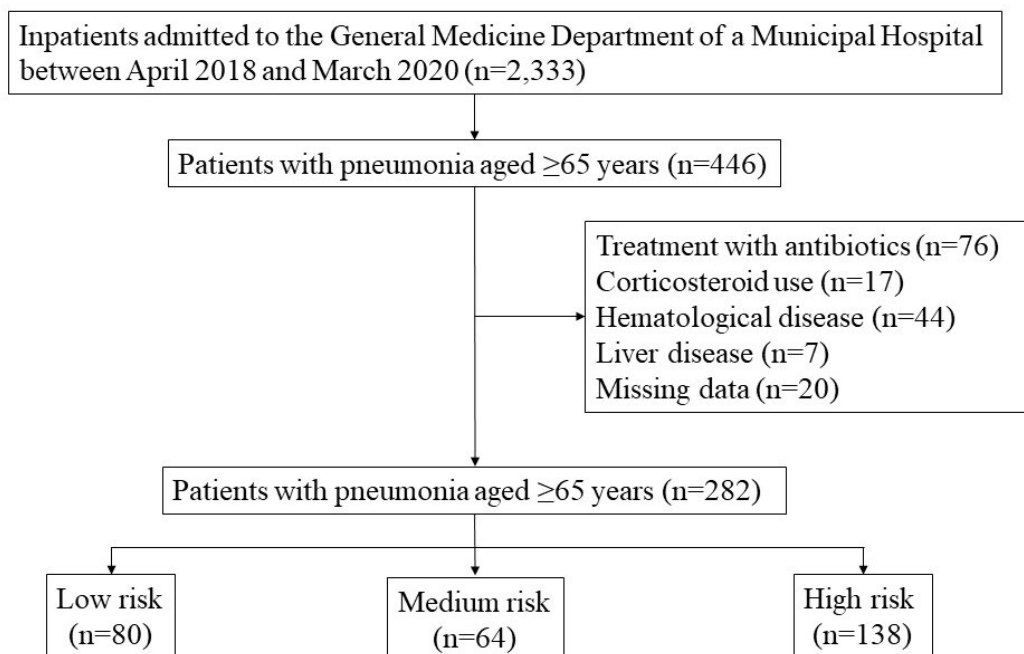 Inpatients admitted to the General Medicine Department of a Municipal Hospital
between April 2018 and March 2020 (n=2,333)
Patients with pneumonia aged ≥65 years (n=446)
Treatment with antibiotics (n=76)
Corticosteroid use (n=17)
Hematological disease (n=44)
Liver disease (n=7)
Missing data (n=20)
Patients with pneumonia aged ≥65 years (n=282)
Low risk
(n=80)
Medium risk
(n=64)
High risk
(n=138)